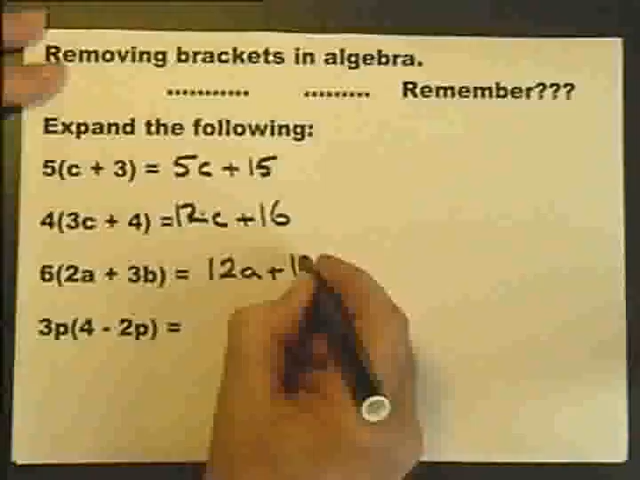 Removing brackets in algebra.
........... ......... Remember???
Expand the following:
5(c + 3) = 5c + 15
4(3c + 4) = 12c + 16
6(2a + 3b) = 12a + 1
3p(4 - 2p) =